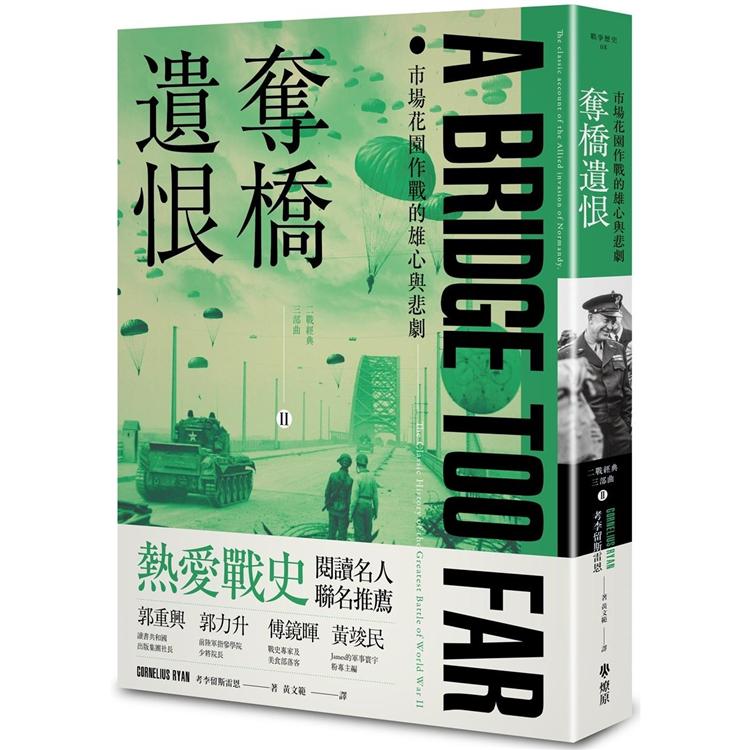 奪橋
遺恨
A BRIDGE TOO FAR
市場花園作戰的雄心與悲劇
The Classic History of the Greatest Battle of World War II
二戰經典
三部曲
II
熱愛戰史
閱讀名人
聯名推薦
郭重興
讀書共和國
出版集團社長
郭力升
前陸軍指參學院
少將院長
傅鏡暉
戰史專家及
美食部落客
黃竣民
James的軍事寰宇
粉專主編
CORNELIUS RYAN 考李留斯雷恩 著 黃文範 譯
戰爭歷史
08
The classic account of the Allied invasion of Normandy.
市場花園作戰的雄心與悲劇
奪橋遺恨
二戰經典
三部曲
II
CORNELIUS RYAN
考李留斯雷恩
著 黃文範
譯
燎原